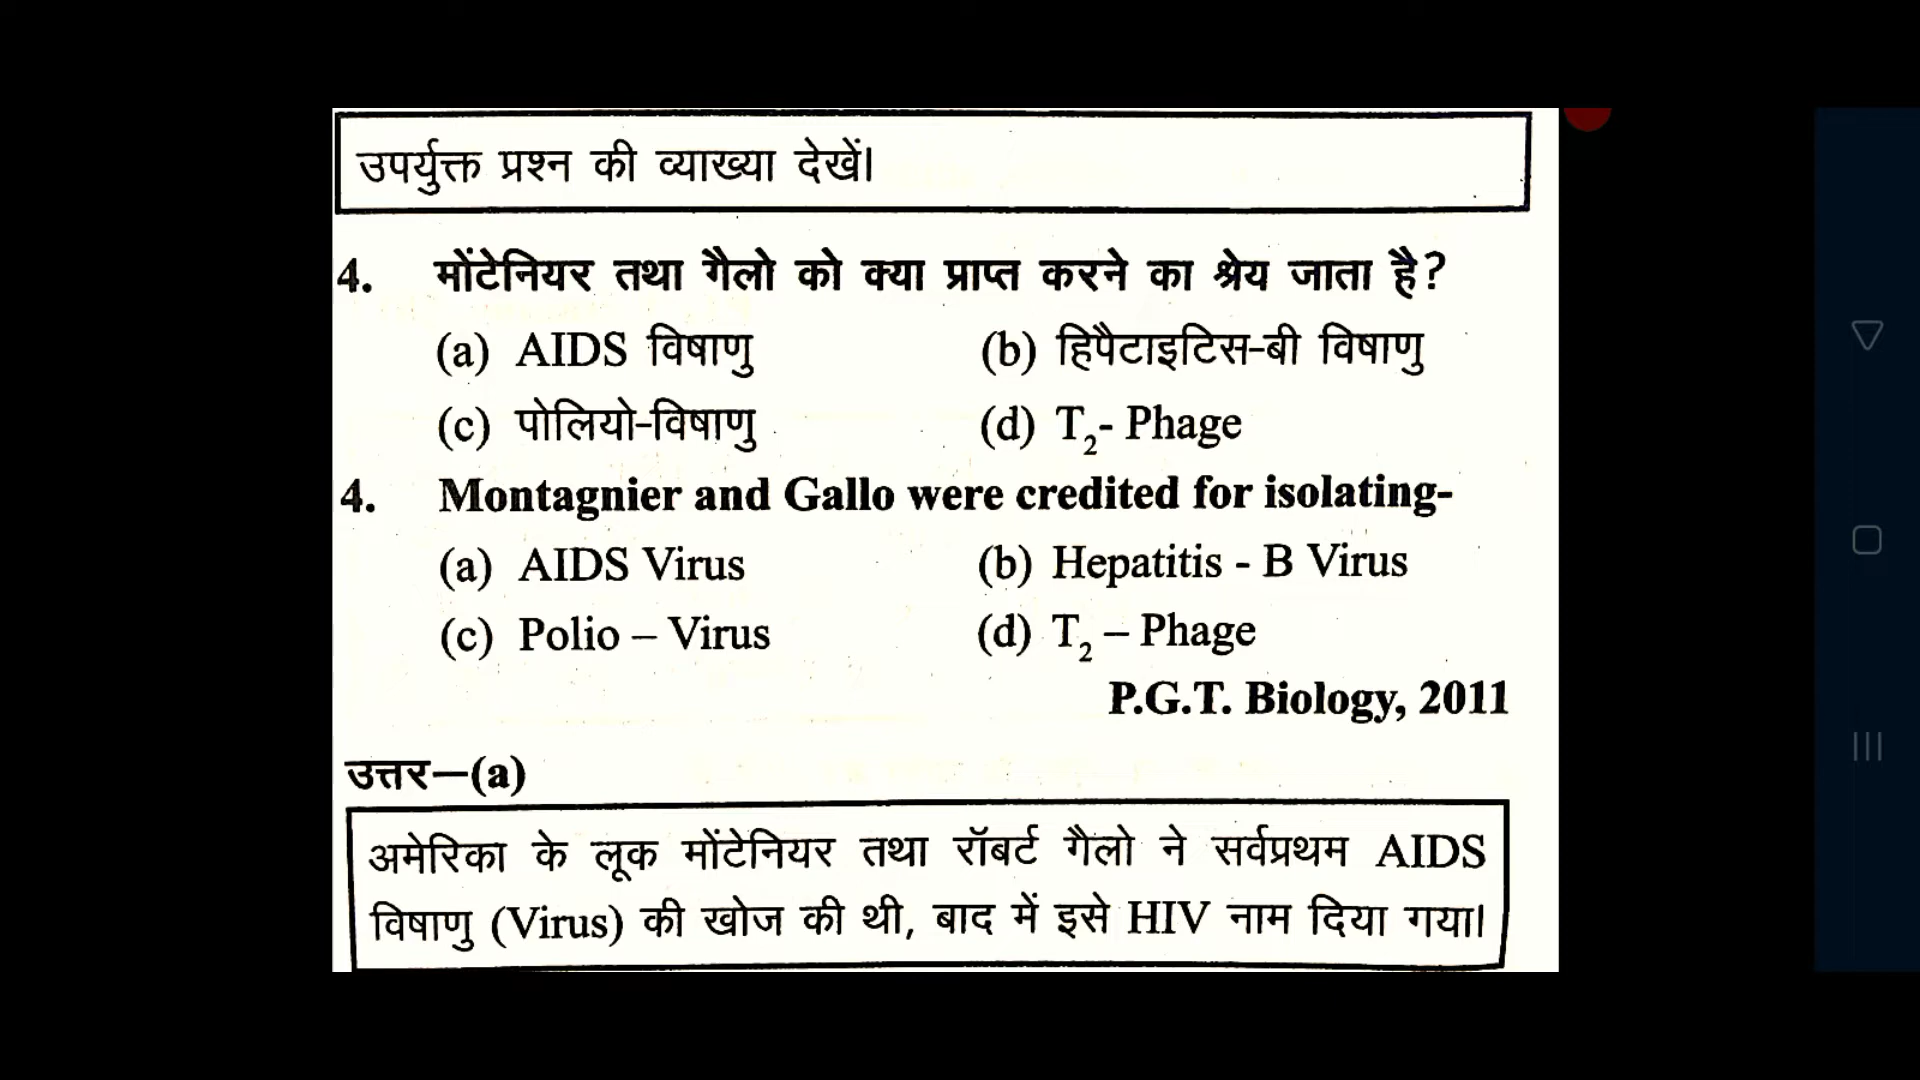 उपर्युक्त प्रश्न की व्याख्या देखें।
4. मोंटेनियर तथा गैलो को क्या प्राप्त करने का श्रेय जाता है?
(a) AIDS विषाणु (b) हिपैटाइटिस-बी विषाणु
(c) पोलियो-विषाणु (d) T₂- Phage
4. Montagnier and Gallo were credited for isolating-
(a) AIDS Virus (b) Hepatitis - B Virus
(c) Polio – Virus (d) T₂ – Phage
P.G.T. Biology, 2011
उत्तर—(a)
अमेरिका के लूक मोंटेनियर तथा रॉबर्ट गैलो ने सर्वप्रथम AIDS
विषाणु (Virus) की खोज की थी, बाद में इसे HIV नाम दिया गया।